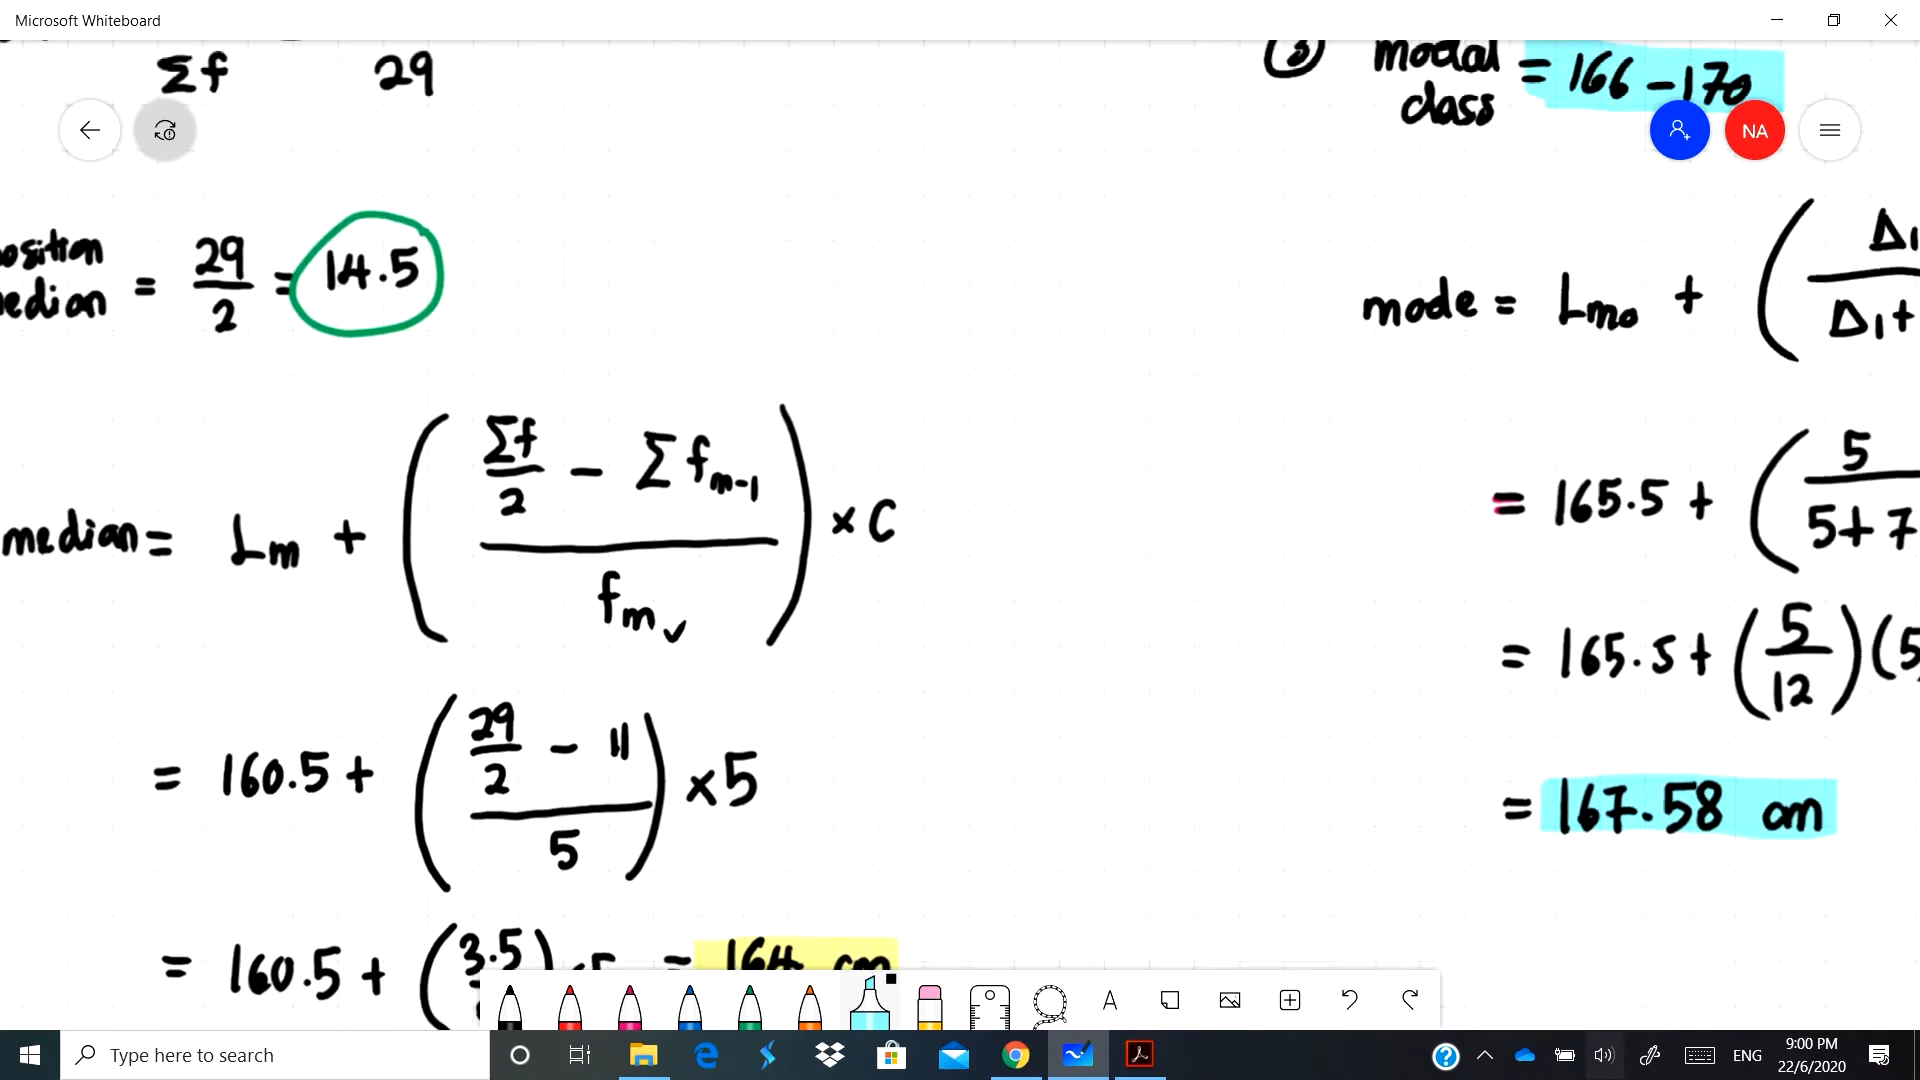 Microsoft Whiteboard
Σf 29
NA
29/2 = 14.5
median = Lm + ( (Σf/2 - Σfm-1) / fm ) × C
= 160.5 + ( (29/2 - 11) / 5 ) × 5
= 160.5 + (3.5
= 164 cm
modal class = 166 - 170
mode = Lmo + ( Δ1 / Δ1 +
= 165.5 + ( 5 / 5 + 7
= 165.5 + (5/12) (5
= 167.58 cm
A
Type here to search
ENG
9:00 PM
22/6/2020